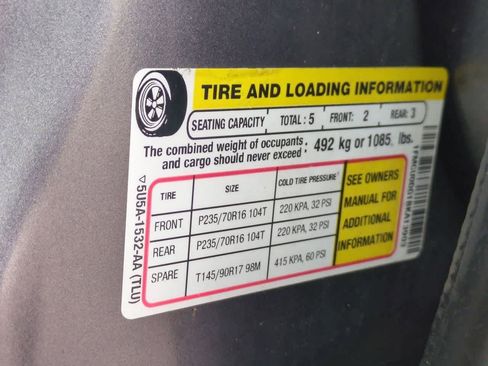 TIRE AND LOADING INFORMATION
SEATING CAPACITY TOTAL : 5 FRONT: 2 REAR: 3
The combined weight of occupants
and cargo should never exceed 492 kg or 1085 lbs.
TIRE SIZE COLD TIRE PRESSURE
FRONT P235/70R16 104T 220 KPA, 32 PSI
REAR P235/70R16 104T 220 KPA, 32 PSI
SPARE T145/90R17 98M 415 KPA, 60 PSI
SEE OWNERS
MANUAL FOR
ADDITIONAL
INFORMATION
5U5A-1532-AA (TLU)